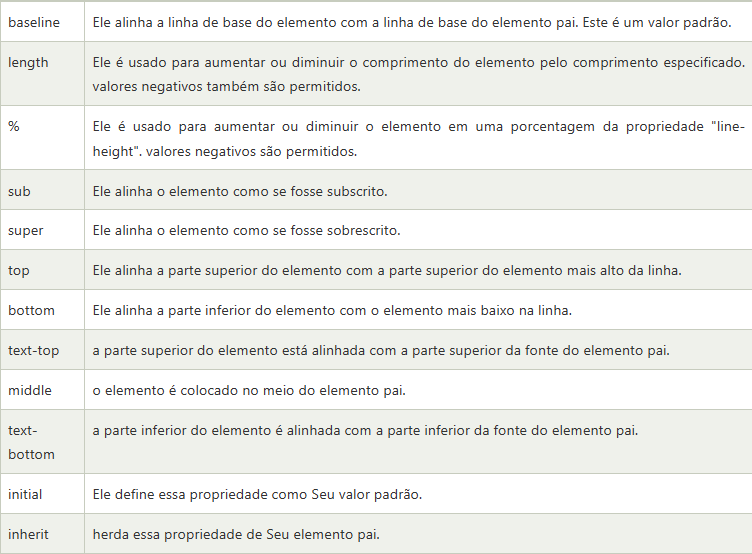 baseline Ele alinha a linha de base do elemento com a linha de base do elemento pai. Este é um valor padrão.
length Ele é usado para aumentar ou diminuir o comprimento do elemento pelo comprimento especificado.
valores negativos também são permitidos.
% Ele é usado para aumentar ou diminuir o elemento em uma porcentagem da propriedade "line-
height". valores negativos são permitidos.
sub Ele alinha o elemento como se fosse subscrito.
super Ele alinha o elemento como se fosse sobrescrito.
top Ele alinha a parte superior do elemento com a parte superior do elemento mais alto da linha.
bottom Ele alinha a parte inferior do elemento com o elemento mais baixo na linha.
text-top a parte superior do elemento está alinhada com a parte superior da fonte do elemento pai.
middle o elemento é colocado no meio do elemento pai.
text- a parte inferior do elemento é alinhada com a parte inferior da fonte do elemento pai.
bottom
initial Ele define essa propriedade como Seu valor padrão.
inherit herda essa propriedade de Seu elemento pai.